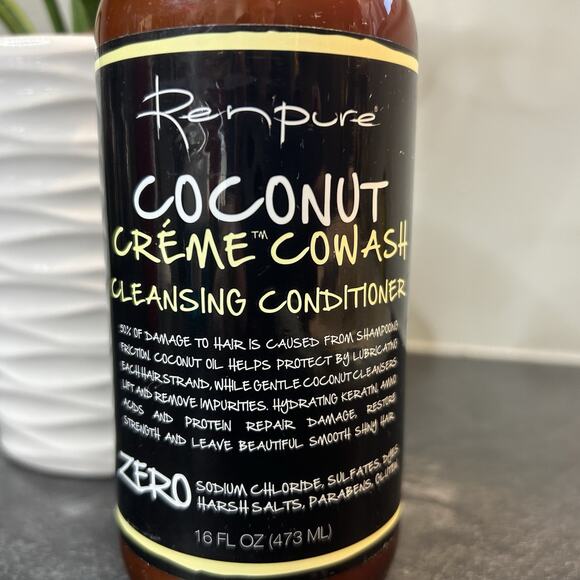 Renpure®
COCONUT
CRÉME™ COWASH
CLEANSING CONDITIONER
50% OF DAMAGE TO HAIR IS CAUSED FROM SHAMPOOING
FRICTION. COCONUT OIL HELPS PROTECT BY LUBRICATING
EACH HAIR STRAND, WHILE GENTLE COCONUT CLEANSERS
LIFT AND REMOVE IMPURITIES. HYDRATING KERATIN, AMINO
ACIDS AND PROTEIN REPAIR DAMAGE, RESTORE
STRENGTH AND LEAVE BEAUTIFUL SMOOTH SHINY HAIR.
ZERO SODIUM CHLORIDE, SULFATES, DYES,
HARSH SALTS, PARABENS, GLUTEN
16 FL OZ (473 ML)